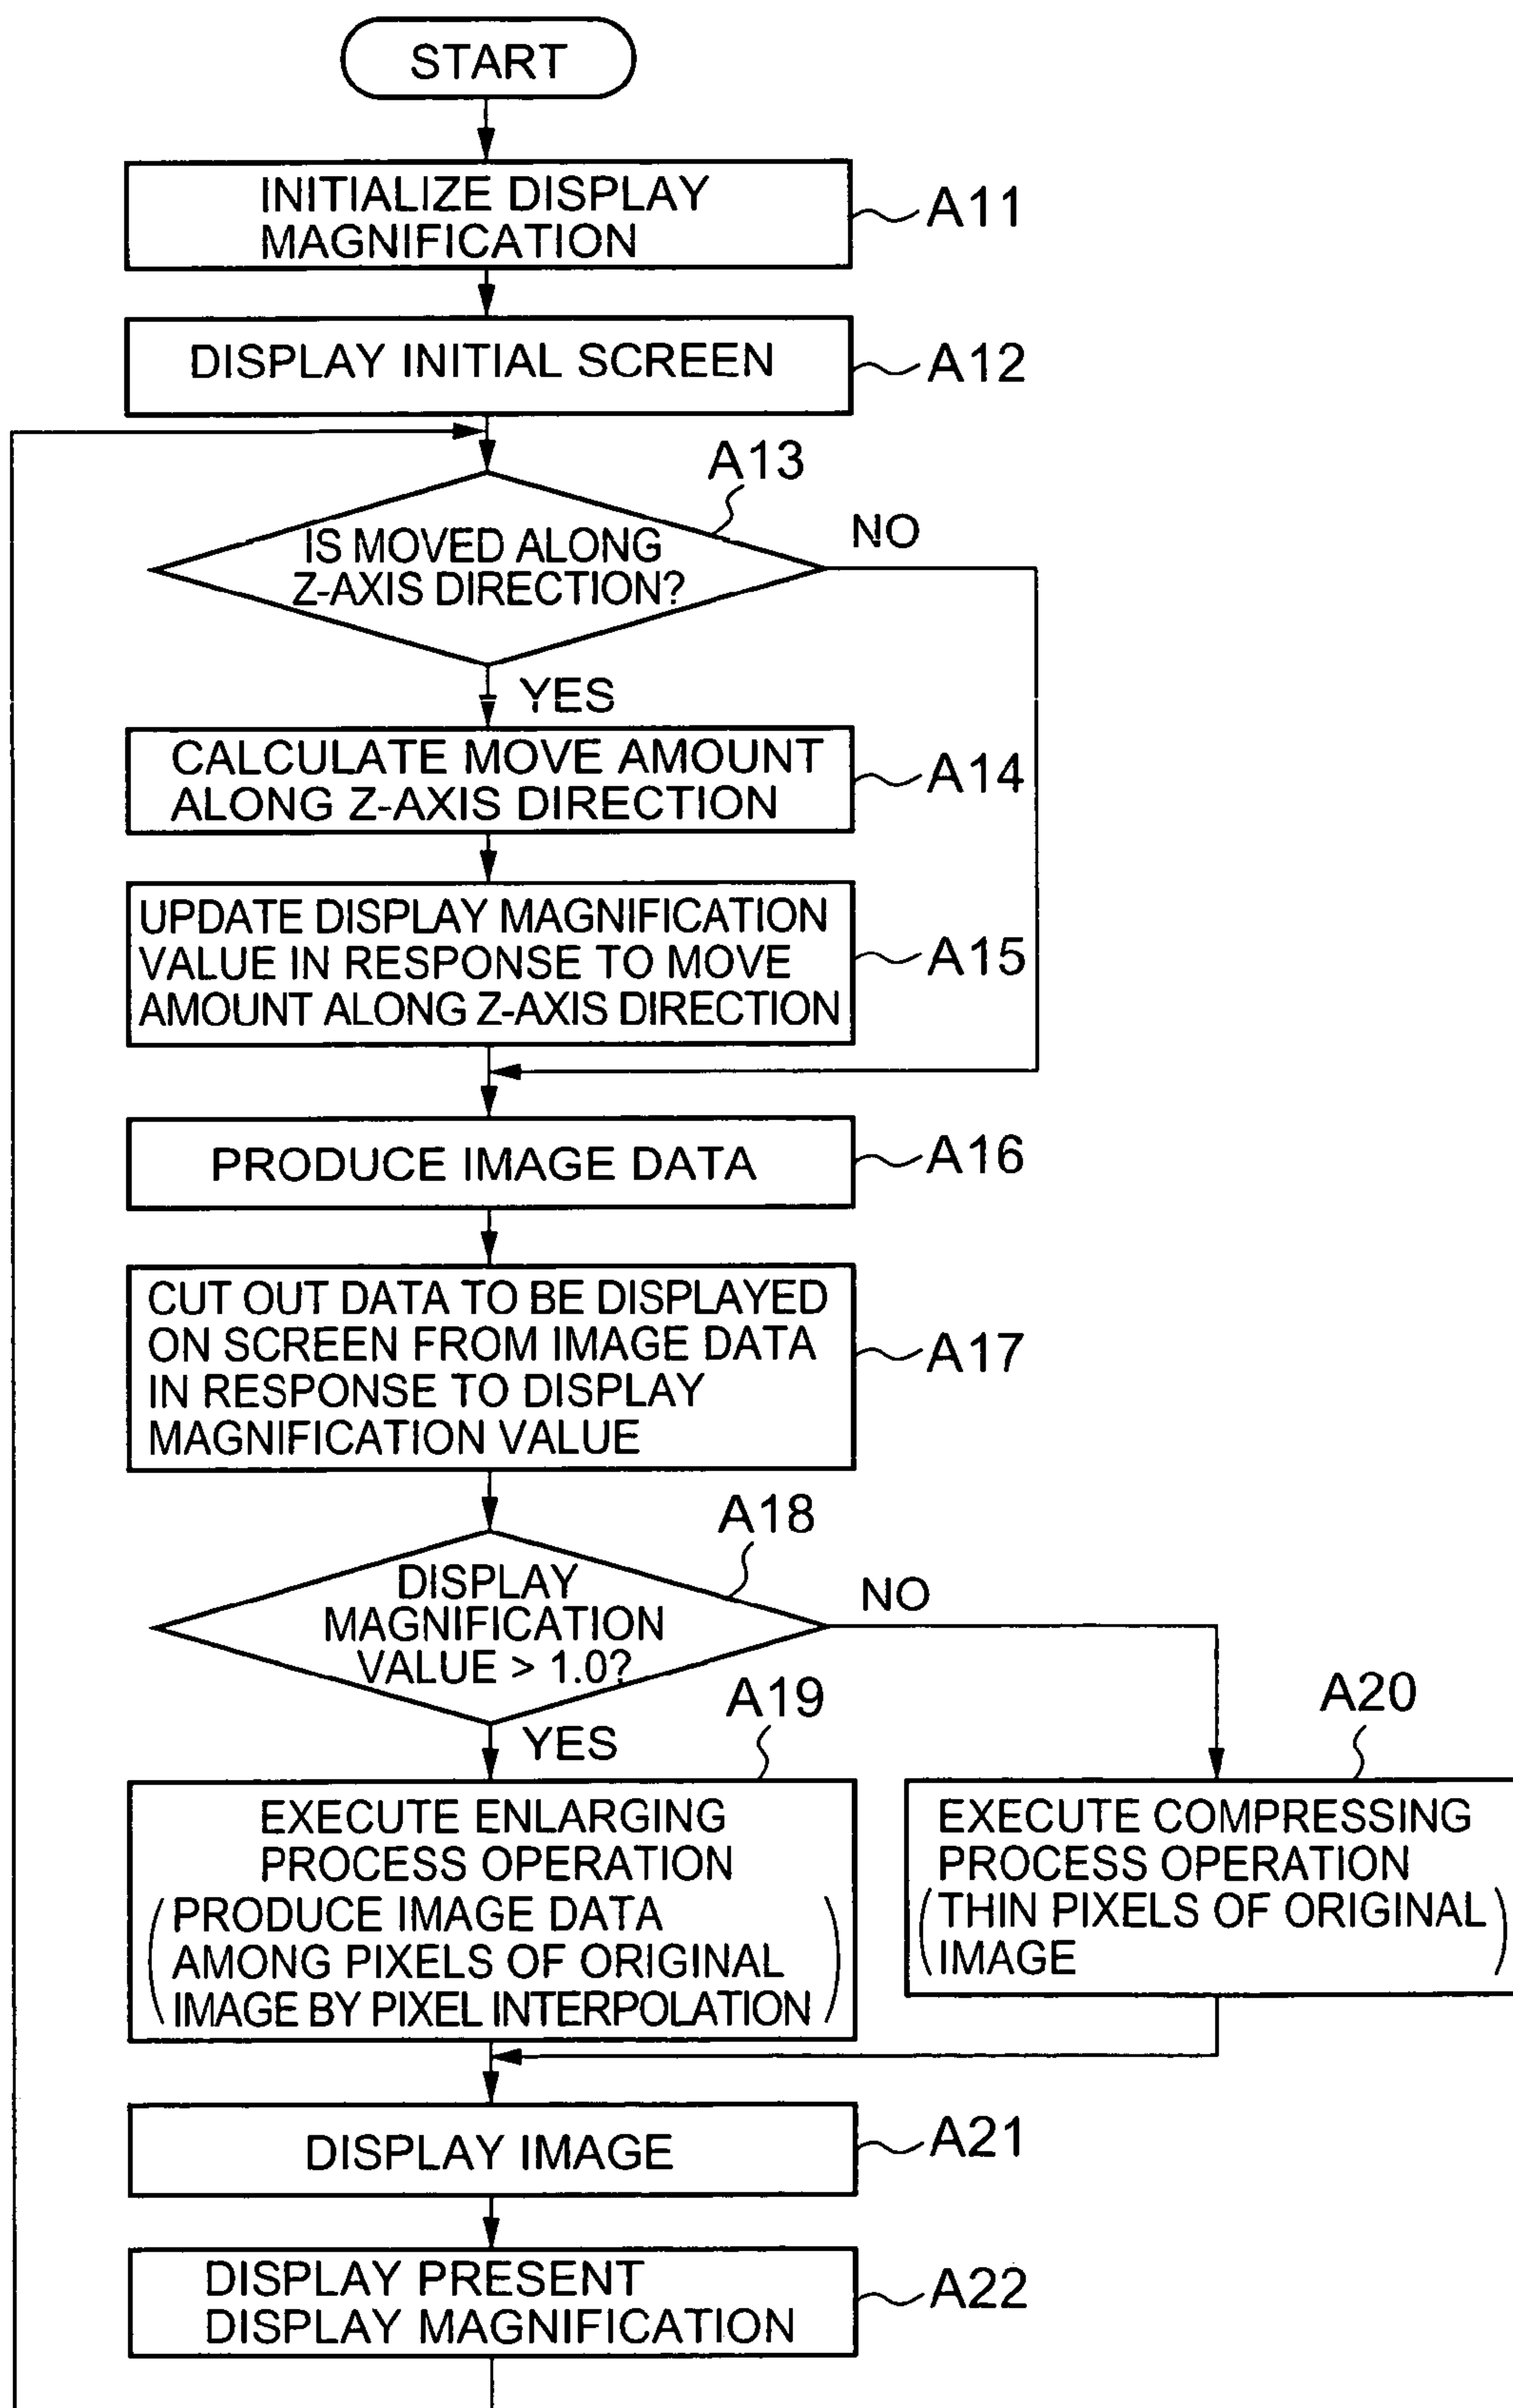 START
INITIALIZE DISPLAY
MAGNIFICATION
A11
DISPLAY INITIAL SCREEN
A12
A13
IS MOVED ALONG
Z-AXIS DIRECTION?
NO
YES
CALCULATE MOVE AMOUNT
ALONG Z-AXIS DIRECTION
A14
UPDATE DISPLAY MAGNIFICATION
VALUE IN RESPONSE TO MOVE
AMOUNT ALONG Z-AXIS DIRECTION
A15
PRODUCE IMAGE DATA
A16
CUT OUT DATA TO BE DISPLAYED
ON SCREEN FROM IMAGE DATA
IN RESPONSE TO DISPLAY
MAGNIFICATION VALUE
A17
A18
DISPLAY
MAGNIFICATION
VALUE > 1.0?
NO
YES
A19
EXECUTE ENLARGING
PROCESS OPERATION
(PRODUCE IMAGE DATA
AMONG PIXELS OF ORIGINAL
IMAGE BY PIXEL INTERPOLATION)
A20
EXECUTE COMPRESSING
PROCESS OPERATION
(THIN PIXELS OF ORIGINAL
IMAGE)
DISPLAY IMAGE
A21
DISPLAY PRESENT
DISPLAY MAGNIFICATION
A22